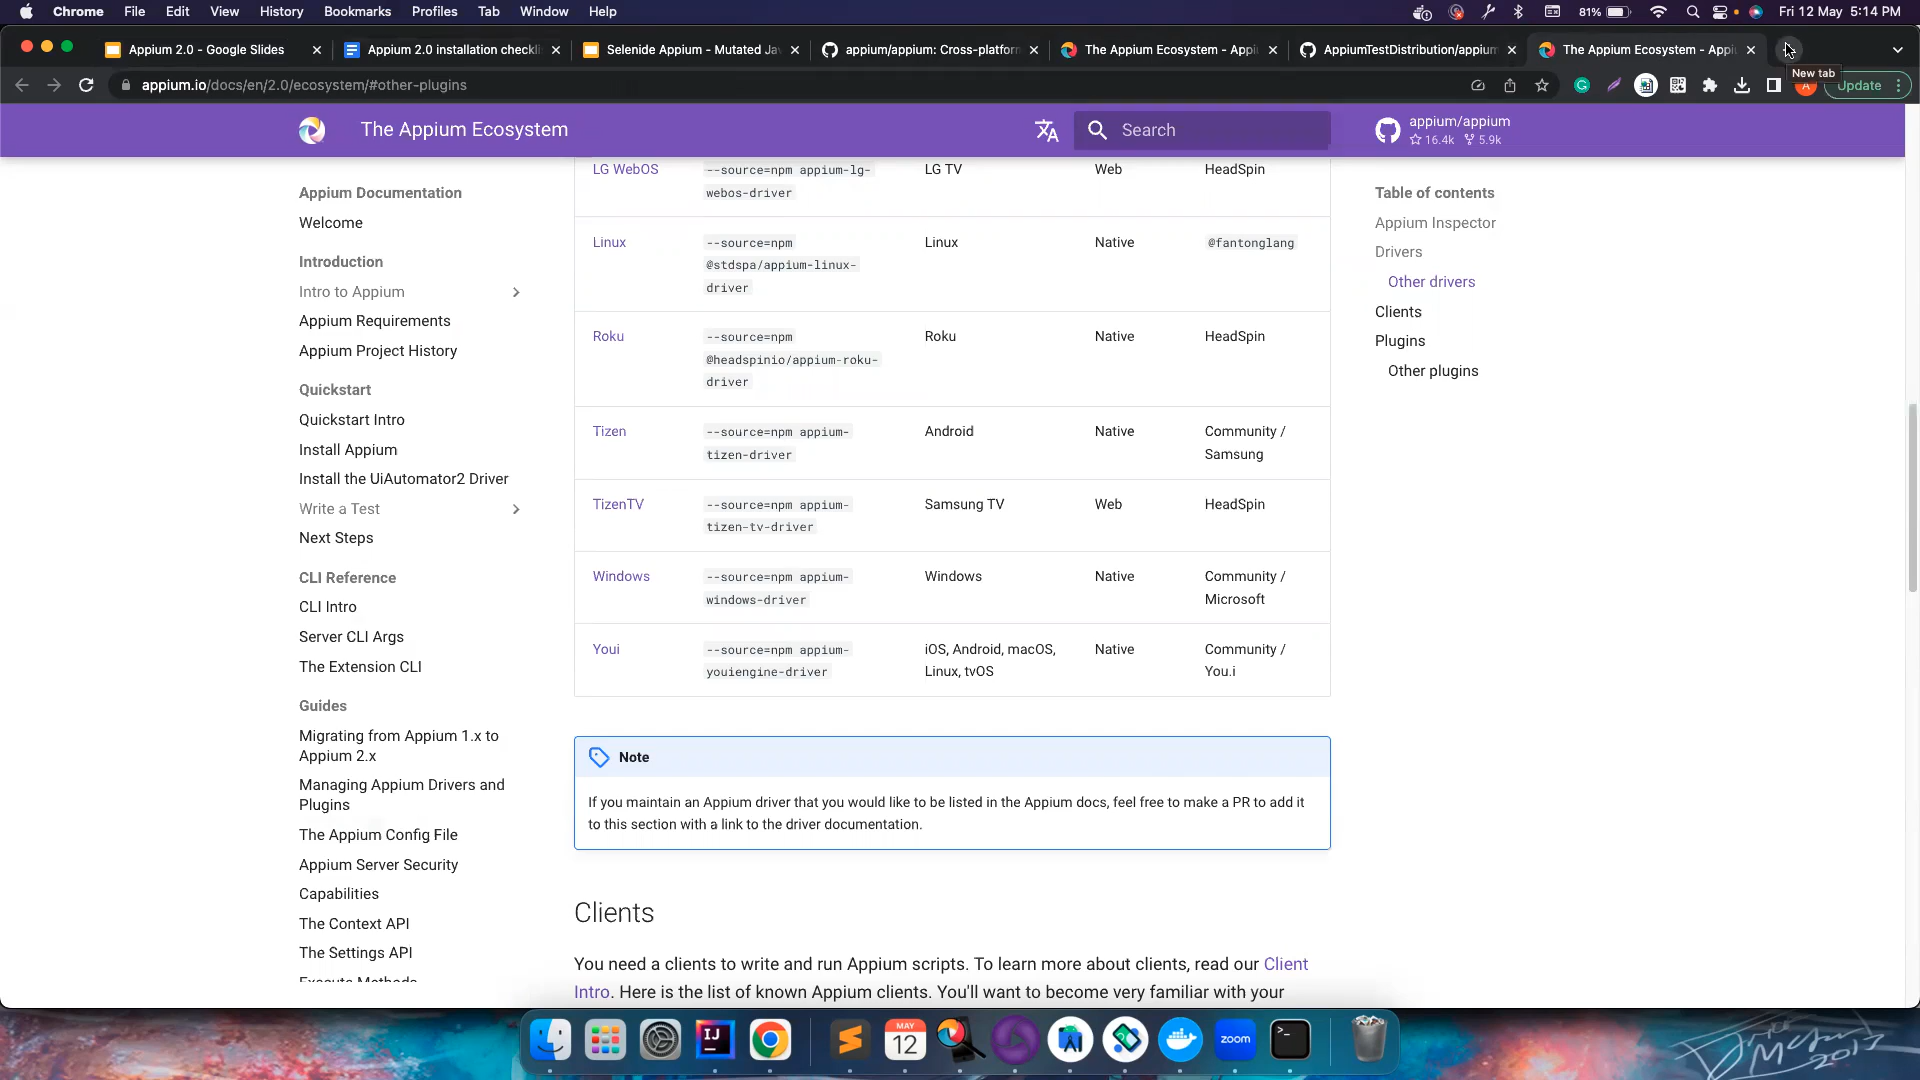 Chrome File Edit View History Bookmarks Profiles Tab Window Help 81% Fri 12 May 5:14 PM
Appium 2.0 - Google Slides
Appium 2.0 installation checkli
Selenide Appium - Mutated Ja
appium/appium: Cross-platform
The Appium Ecosystem - Appi
AppiumTestDistribution/appium
The Appium Ecosystem - Appi
New tab
appium.io/docs/en/2.0/ecosystem/#other-plugins
A
Update
The Appium Ecosystem
Search
appium/appium
16.4k 5.9k
Appium Documentation
Welcome
Introduction
Intro to Appium
Appium Requirements
Appium Project History
Quickstart
Quickstart Intro
Install Appium
Install the UiAutomator2 Driver
Write a Test
Next Steps
CLI Reference
CLI Intro
Server CLI Args
The Extension CLI
Guides
Migrating from Appium 1.x to
Appium 2.x
Managing Appium Drivers and
Plugins
The Appium Config File
Appium Server Security
Capabilities
The Context API
The Settings API
Execute Methods
LG WebOS --source=npm appium-lg- LG TV Web HeadSpin
webos-driver
Linux --source=npm Linux Native @fantonglang
@stdspa/appium-linux-
driver
Roku --source=npm Roku Native HeadSpin
@headspinio/appium-roku-
driver
Tizen --source=npm appium- Android Native Community /
tizen-driver Samsung
TizenTV --source=npm appium- Samsung TV Web HeadSpin
tizen-tv-driver
Windows --source=npm appium- Windows Native Community /
windows-driver Microsoft
Youi --source=npm appium- iOS, Android, macOS, Native Community /
youiengine-driver Linux, tvOS You.i
Note
If you maintain an Appium driver that you would like to be listed in the Appium docs, feel free to make a PR to add it
to this section with a link to the driver documentation.
Clients
You need a clients to write and run Appium scripts. To learn more about clients, read our Client
Intro. Here is the list of known Appium clients. You'll want to become very familiar with your
Table of contents
Appium Inspector
Drivers
Other drivers
Clients
Plugins
Other plugins
IJ
MAY
12
zoom
2017